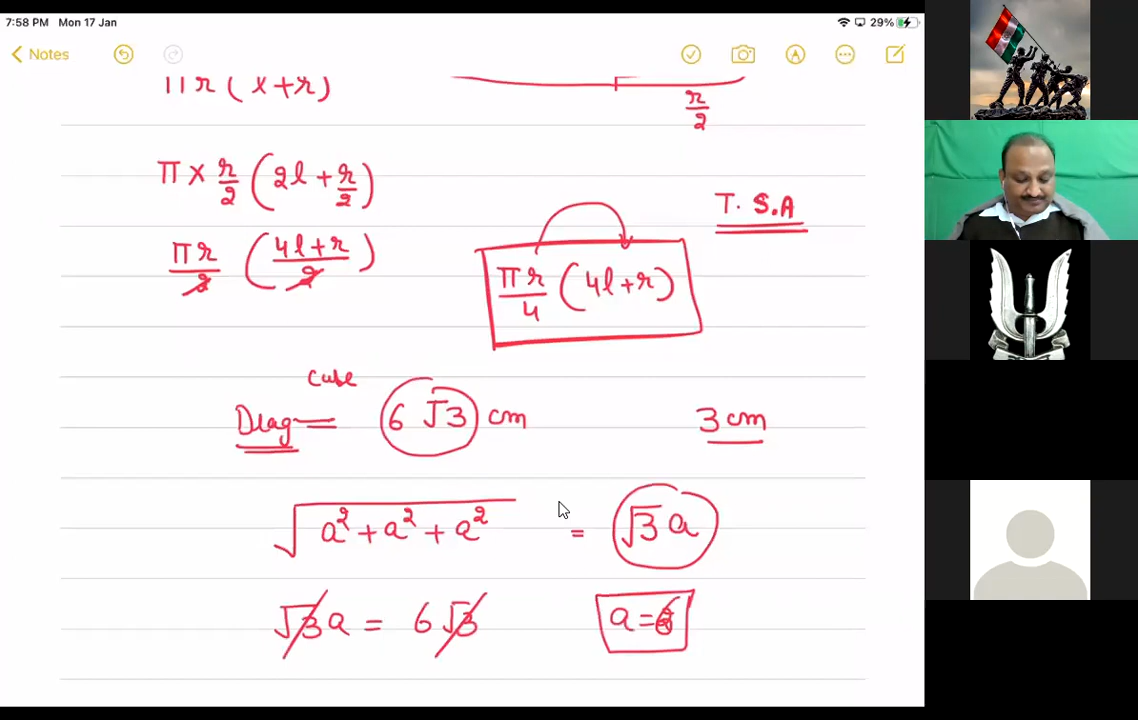 7:58 PM Mon 17 Jan
29%
Notes
πr(l+r)
r/2
π × r/2 (2l + r/2)
T.S.A
πr/2 (4l+r/2)
πr/4 (4l+r)
Cube
Diag = 6√3 cm
3 cm
√a²+a²+a² = √3 a
√3a = 6√3
a=6